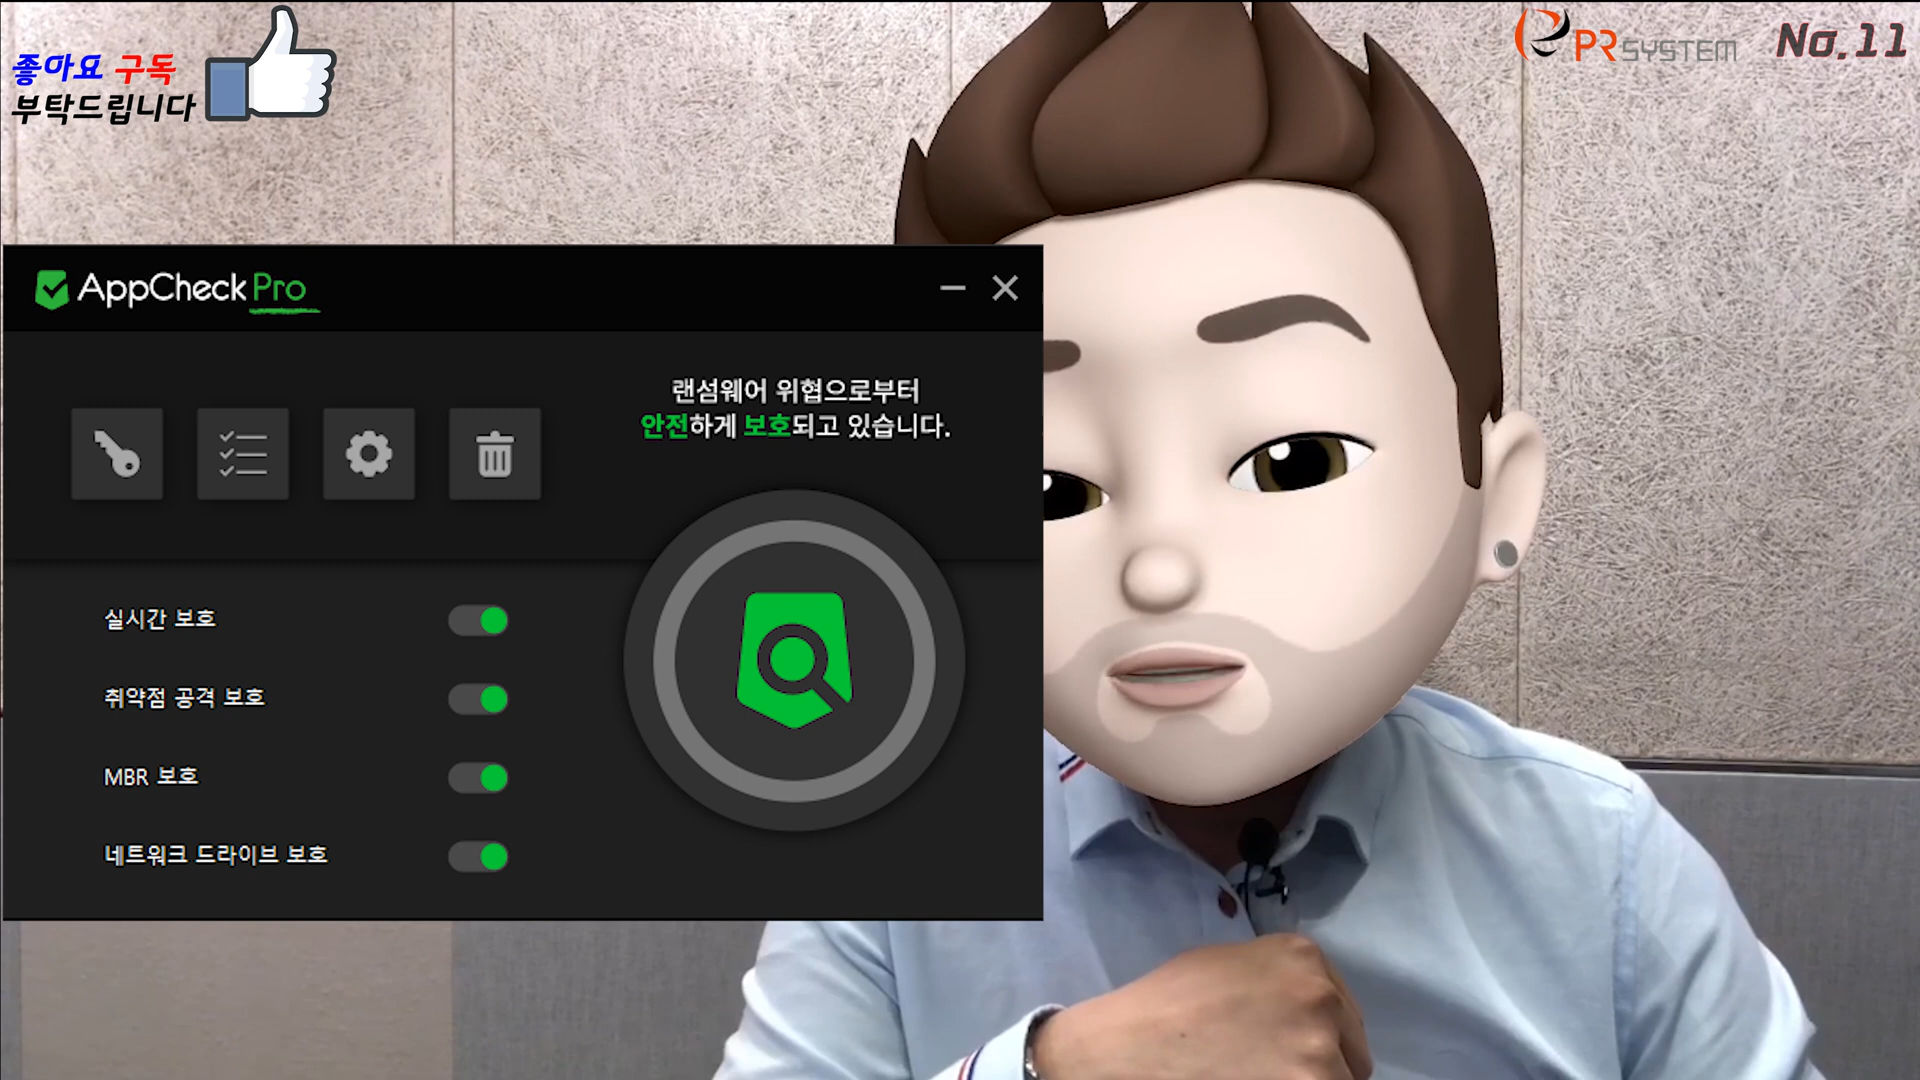 좋아요 구독
부탁드립니다
PR SYSTEM
No.11
AppCheck Pro
랜섬웨어 위협으로부터
안전하게 보호되고 있습니다.
실시간 보호
취약점 공격 보호
MBR 보호
네트워크 드라이브 보호